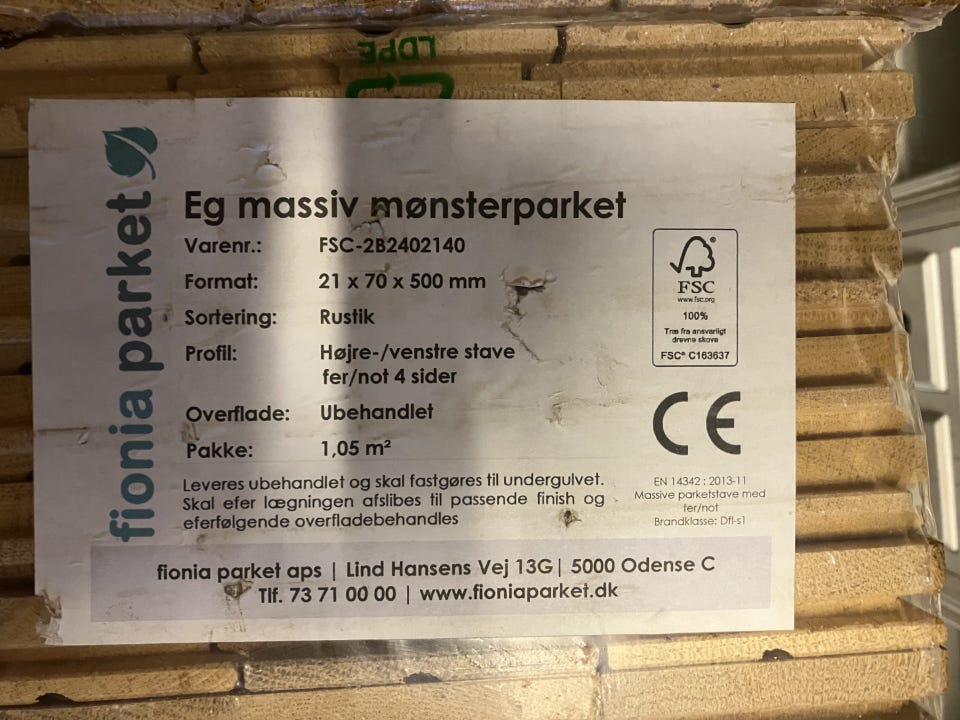 LDPE
fionia parket
Eg massiv mønsterparket
Varenr.: FSC-2B2402140
Format: 21 x 70 x 500 mm
Sortering: Rustik
Profil: Højre-/venstre stave
fer/not 4 sider
Overflade: Ubehandlet
Pakke: 1,05 m²
Leveres ubehandlet og skal fastgøres til undergulvet.
Skal efer lægningen afslibes til passende finish og
eferfølgende overfladebehandles
FSC
www.fsc.org
100%
Træ fra ansvarligt
drevne skove
FSC® C163637
CE
EN 14342 : 2013-11
Massive parketstave med
fer/not
Brandklasse: Dfl-s1
fionia parket aps | Lind Hansens Vej 13G | 5000 Odense C
Tlf. 73 71 00 00 | www.fioniaparket.dk